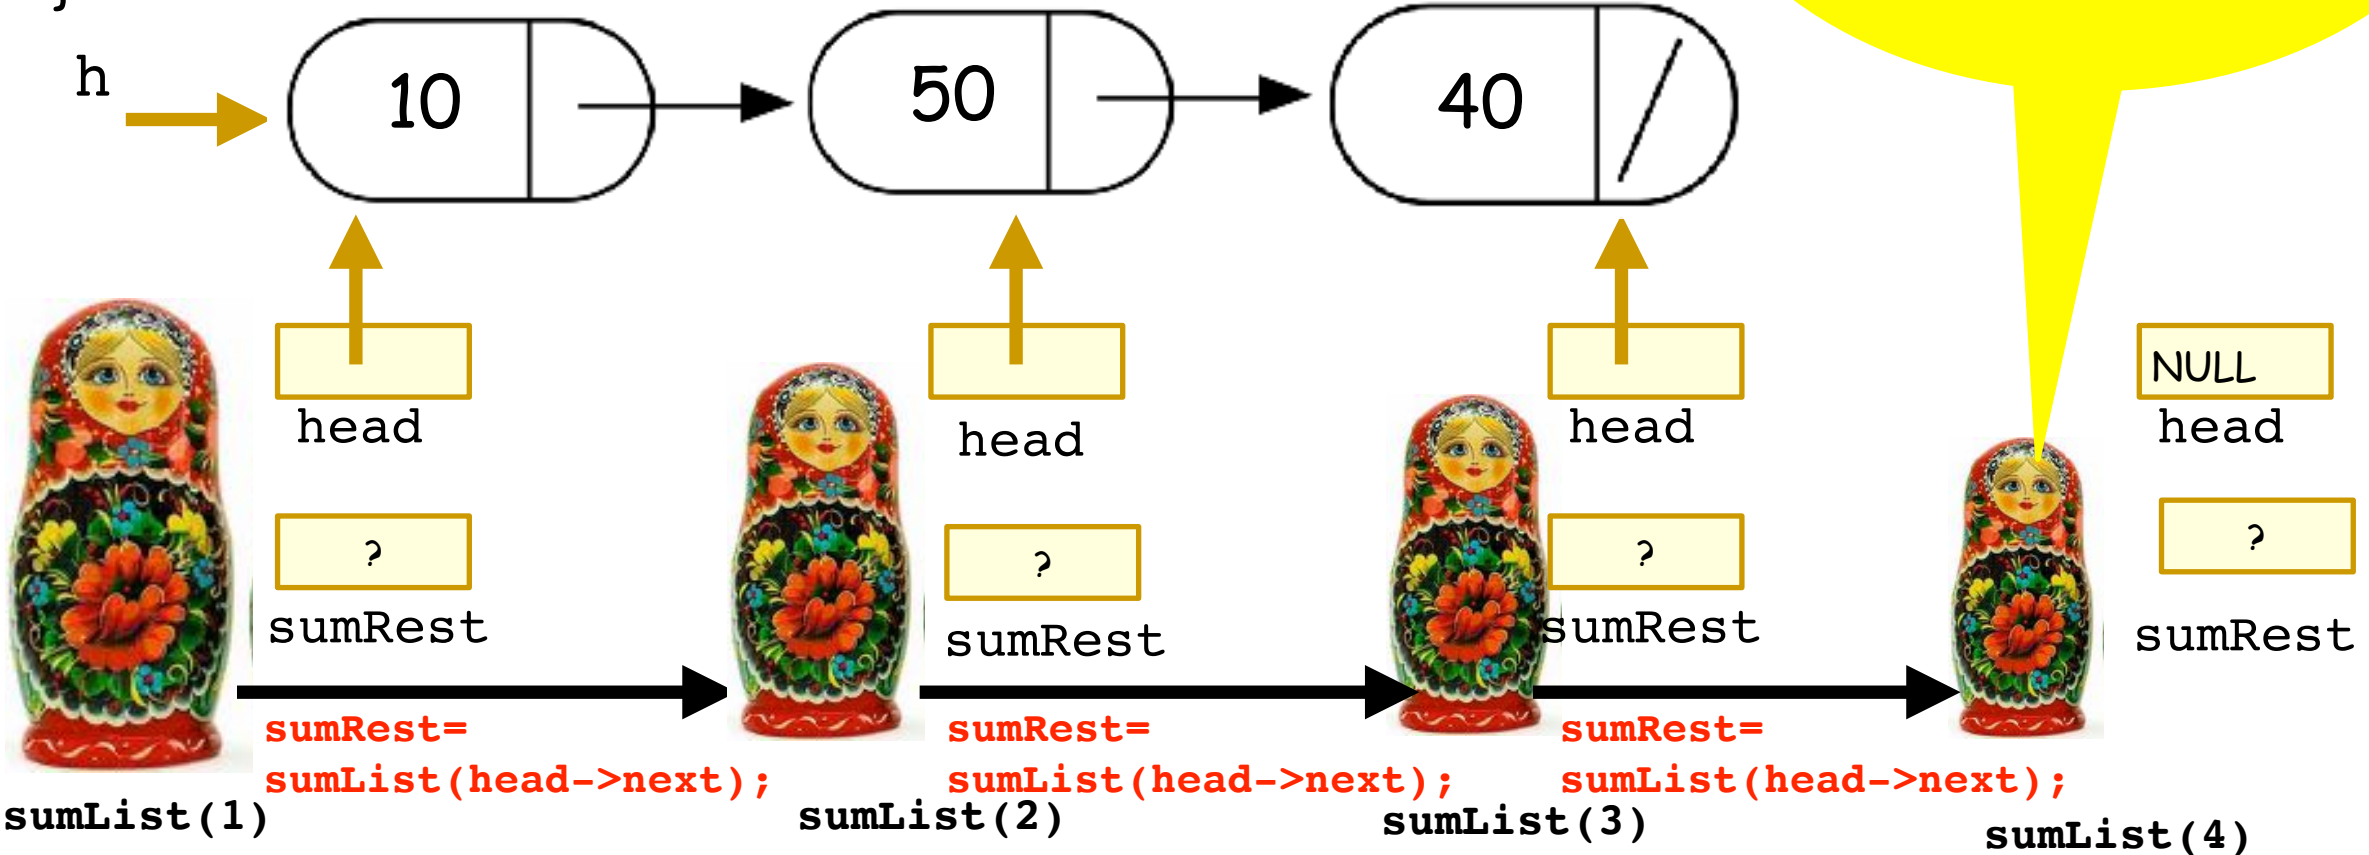 }
h
10
50
40
NULL
head
head
head
head
?
?
?
?
sumRest
sumRest
sumRest
sumRest
sumRest=
sumList(head->next);
sumRest=
sumList(head->next);
sumRest=
sumList(head->next);
sumList(1)
sumList(2)
sumList(3)
sumList(4)